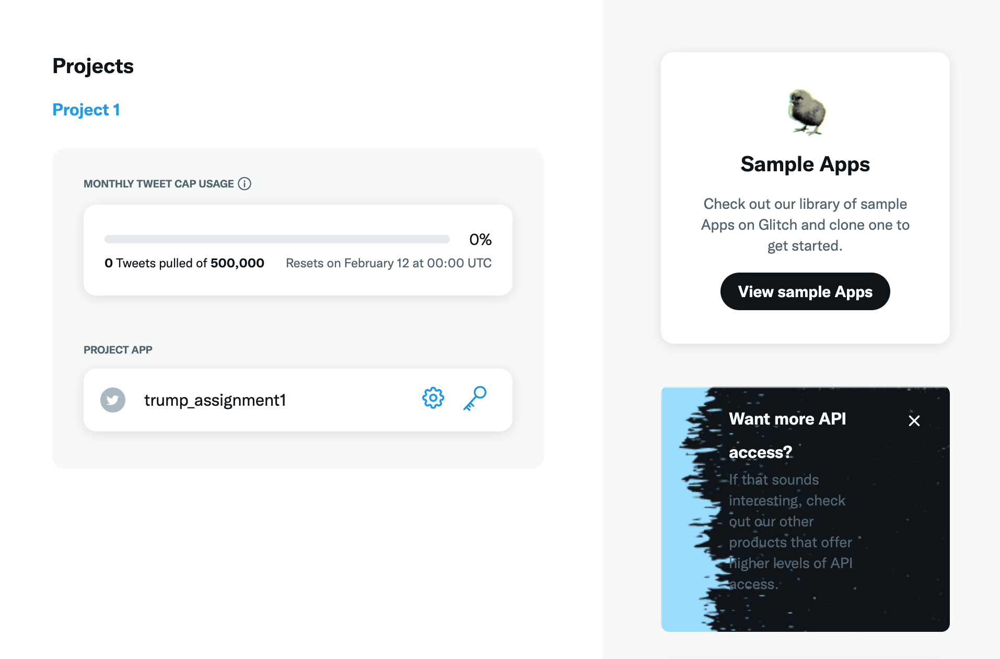 Projects
Project 1
MONTHLY TWEET CAP USAGE
0%
0 Tweets pulled of 500,000
Resets on February 12 at 00:00 UTC
PROJECT APP
trump_assignment1
Sample Apps
Check out our library of sample
Apps on Glitch and clone one to
get started.
View sample Apps
Want more API
access?
If that sounds
interesting, check
out our other
products that offer
higher levels of API
access.